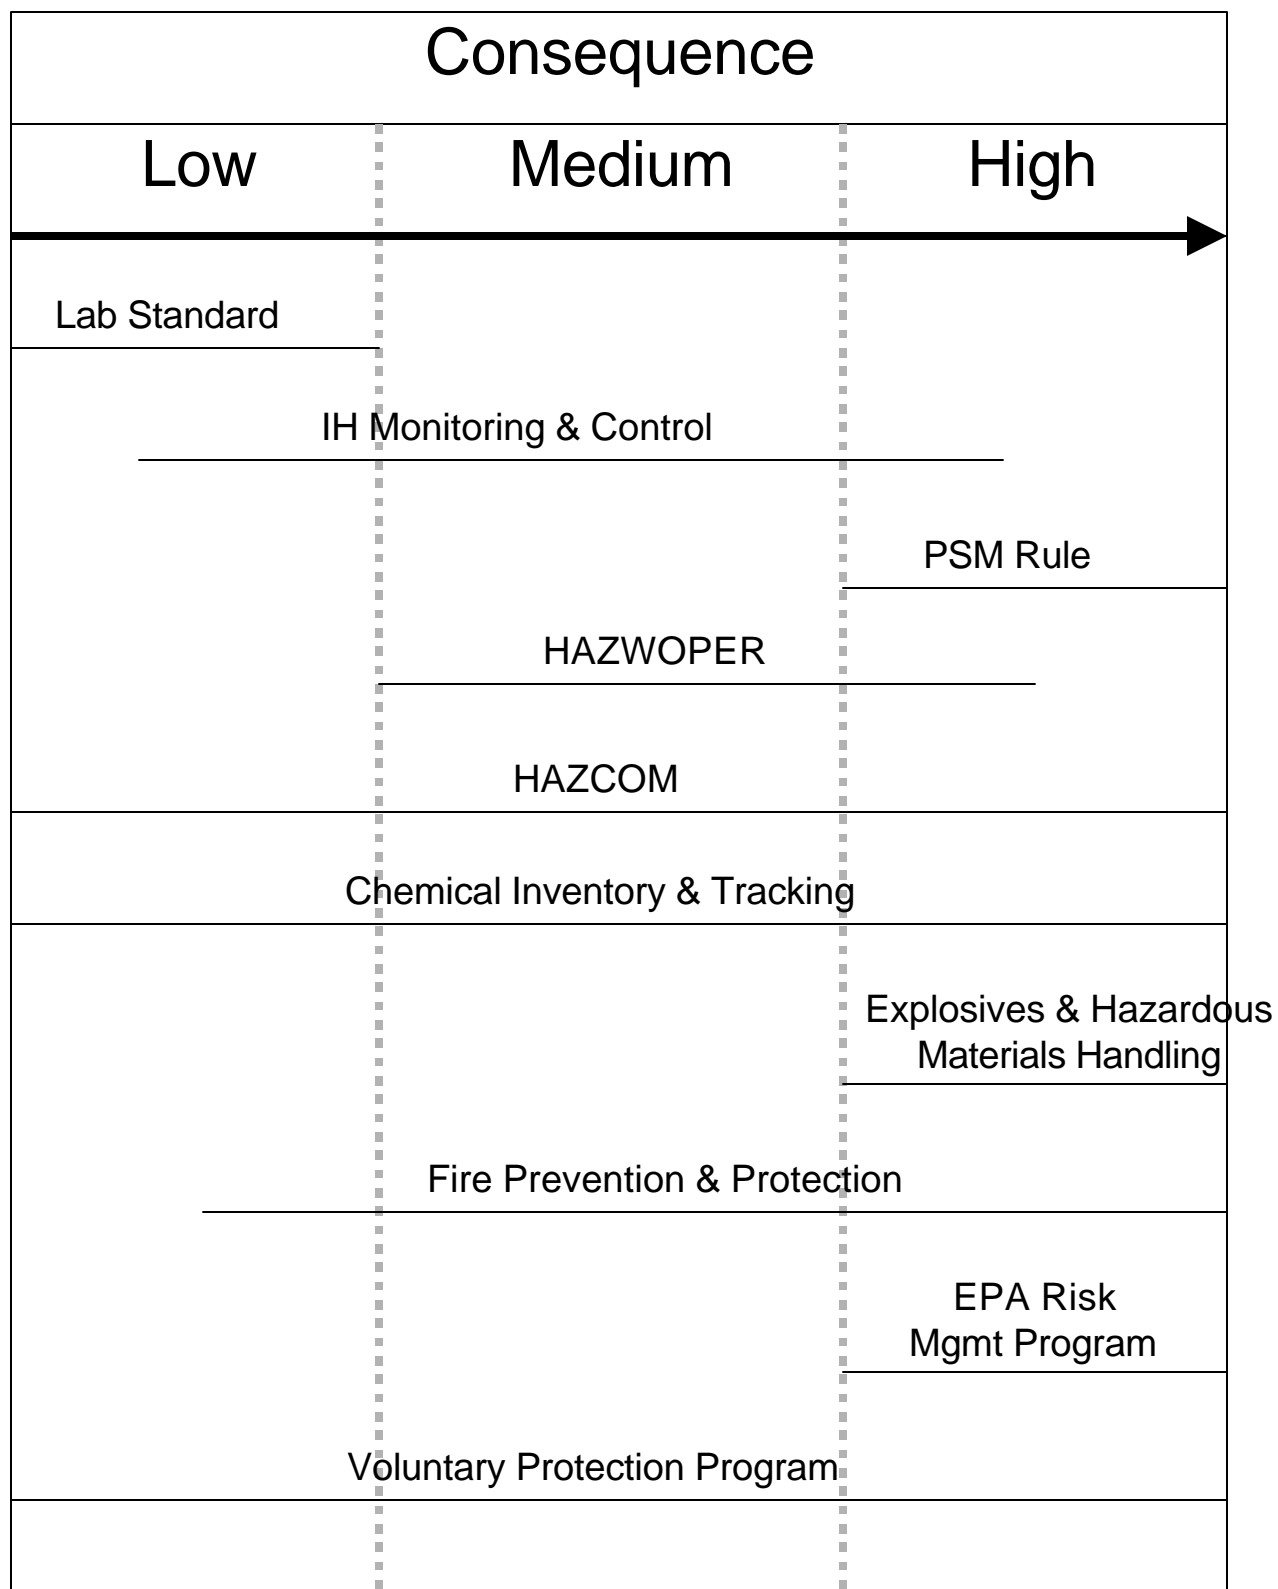 Consequence
Low Medium High
Lab Standard
IH Monitoring & Control
PSM Rule
HAZWOPER
HAZCOM
Chemical Inventory & Tracking
Explosives & Hazardous
Materials Handling
Fire Prevention & Protection
EPA Risk
Mgmt Program
Voluntary Protection Program